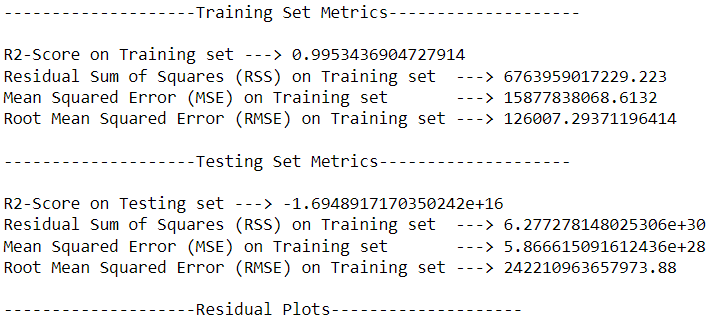 --------------------Training Set Metrics--------------------
R2-Score on Training set ---> 0.9953436904727914
Residual Sum of Squares (RSS) on Training set  ---> 6763959017229.223
Mean Squared Error (MSE) on Training set       ---> 15877838068.6132
Root Mean Squared Error (RMSE) on Training set ---> 126007.29371196414
--------------------Testing Set Metrics--------------------
R2-Score on Testing set ---> -1.6948917170350242e+16
Residual Sum of Squares (RSS) on Training set  ---> 6.277278148025306e+30
Mean Squared Error (MSE) on Training set       ---> 5.866615091612436e+28
Root Mean Squared Error (RMSE) on Training set ---> 242210963657973.88
--------------------Residual Plots--------------------